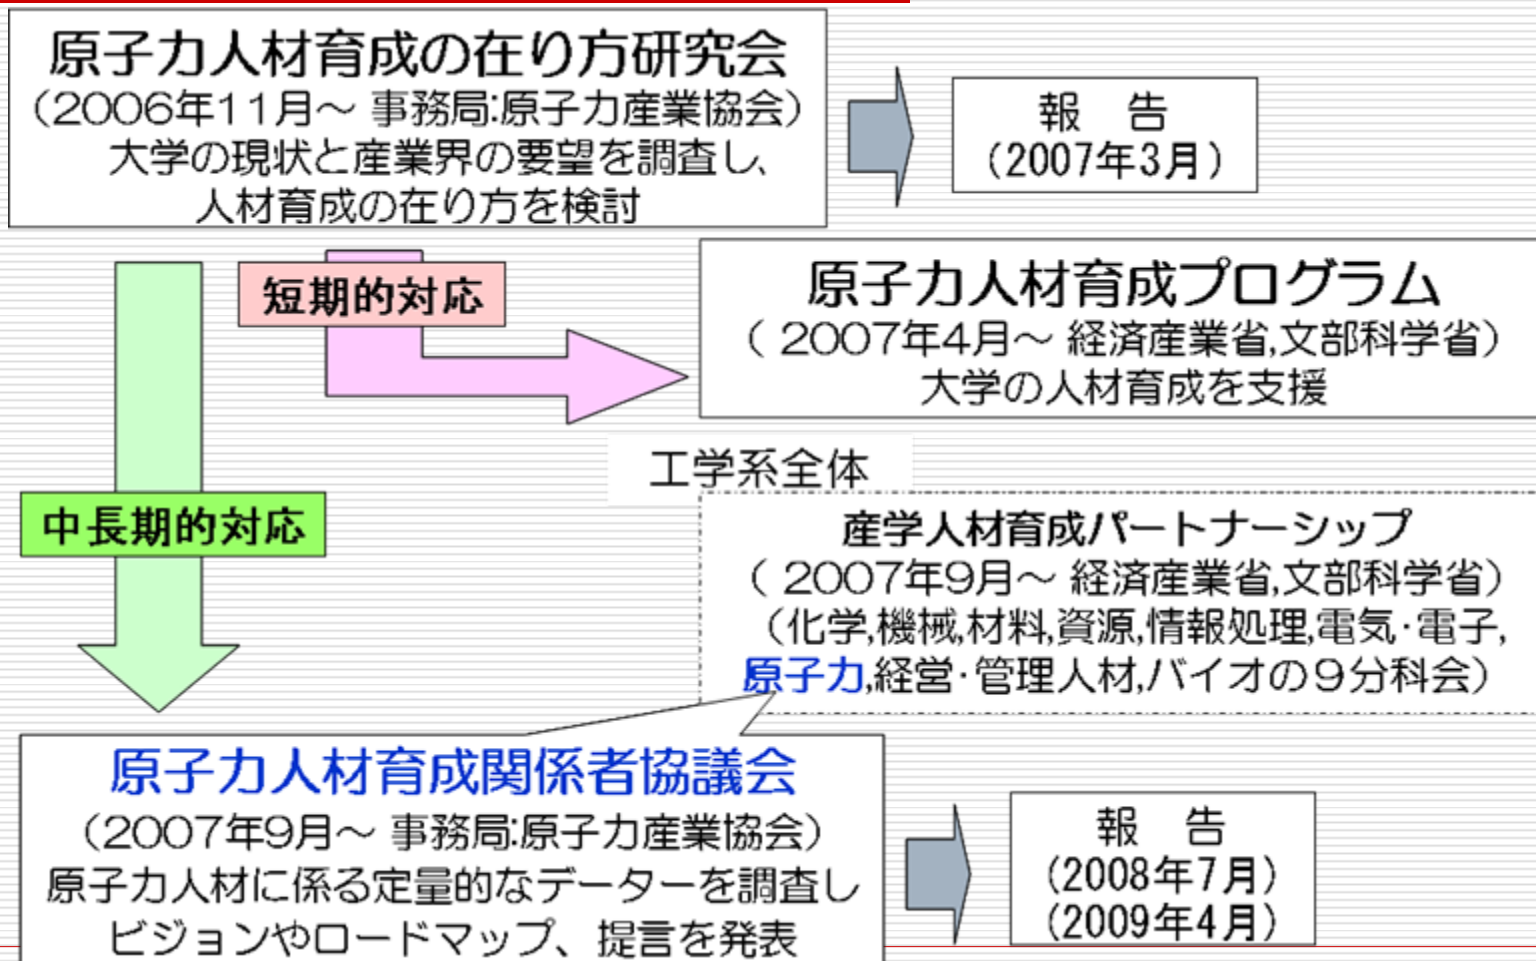 原子力人材育成の在り方研究会
（2006年11月～ 事務局:原子力産業協会）
大学の現状と産業界の要望を調査し、
人材育成の在り方を検討
報　告
（2007年3月）
短期的対応
原子力人材育成プログラム
（ 2007年4月～ 経済産業省,文部科学省）
大学の人材育成を支援
工学系全体
中長期的対応
産学人材育成パートナーシップ
（ 2007年9月～ 経済産業省,文部科学省）
（化学,機械,材料,資源,情報処理,電気・電子,
原子力,経営・管理人材,バイオの９分科会）
原子力人材育成関係者協議会
（2007年9月～ 事務局:原子力産業協会）
原子力人材に係る定量的なデーターを調査し
ビジョンやロードマップ、提言を発表
報　告
（2008年7月）
（2009年4月）